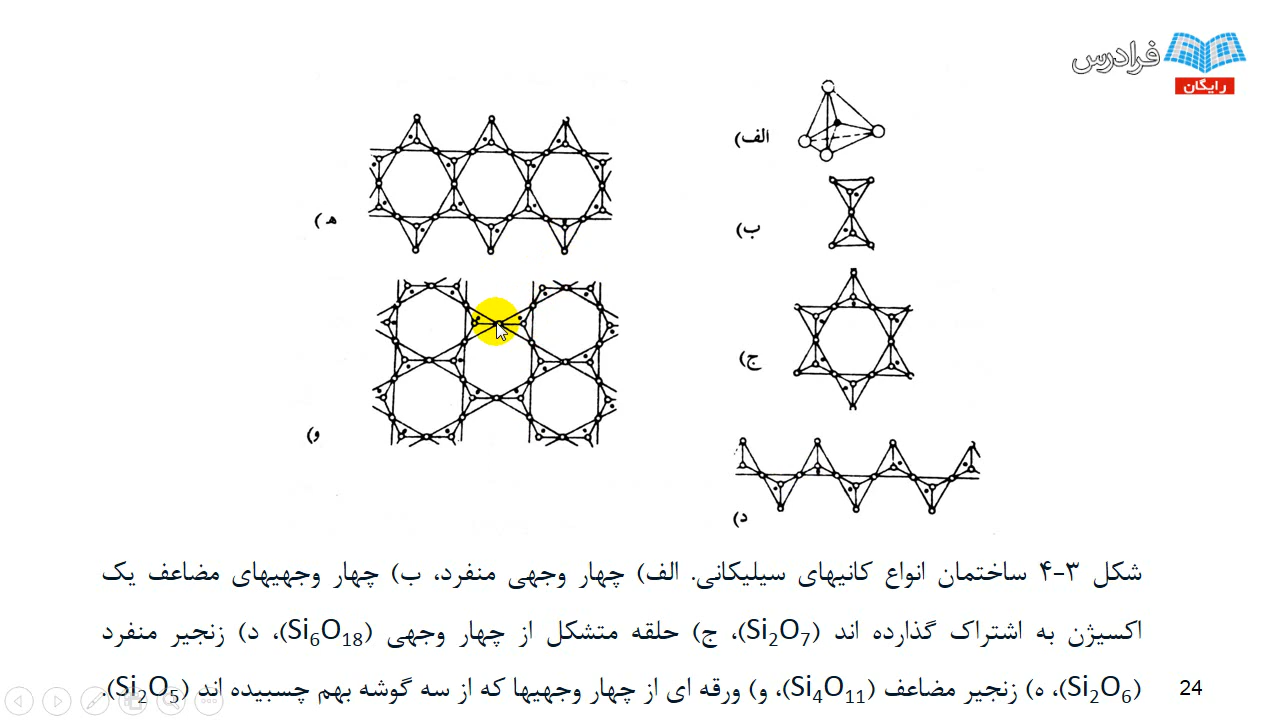 فرادرس
رایگان
الف)
ب)
ج)
د)
ه)
و)
شکل ۳-۴ ساختمان انواع کانیهای سیلیکاتی. الف) چهار وجهی منفرد، ب) چهار وجهیهای مضاعف یک
اکسیژن به اشتراک گذارده اند (Si2O7)، ج) حلقه متشکل از چهار وجهی (Si6O18)، د) زنجیر منفرد
(Si2O6)، ه) زنجیر مضاعف (Si4O11)، و) ورقه ای از چهار وجهیها که از سه گوشه بهم چسبیده اند (Si2O5).
24